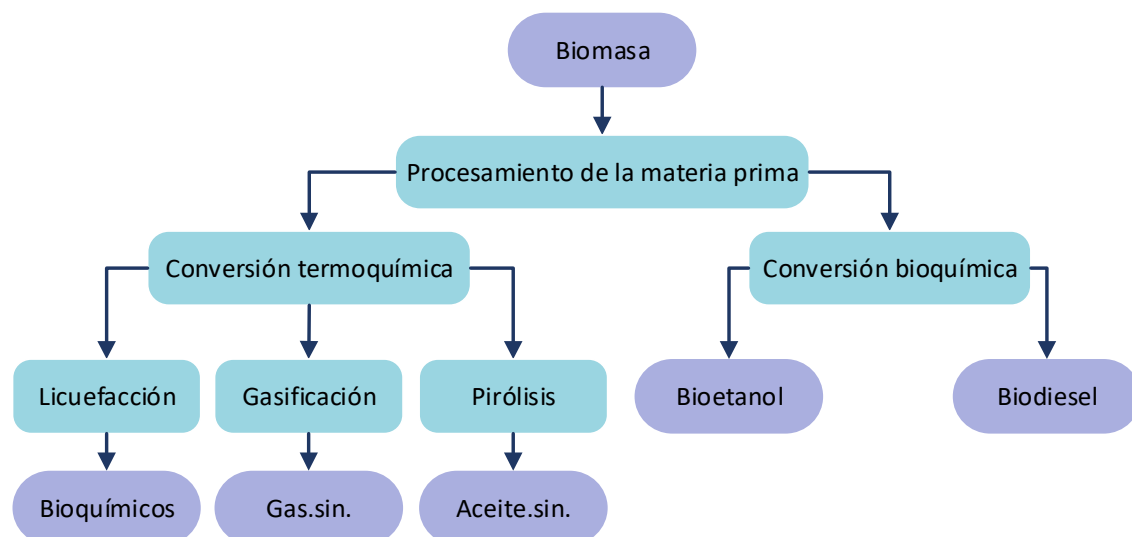 Biomasa
Procesamiento de la materia prima
Conversión termoquímica
Conversión bioquímica
Licuefacción
Gasificación
Pirólisis
Bioetanol
Biodiesel
Bioquímicos
Gas.sin.
Aceite.sin.